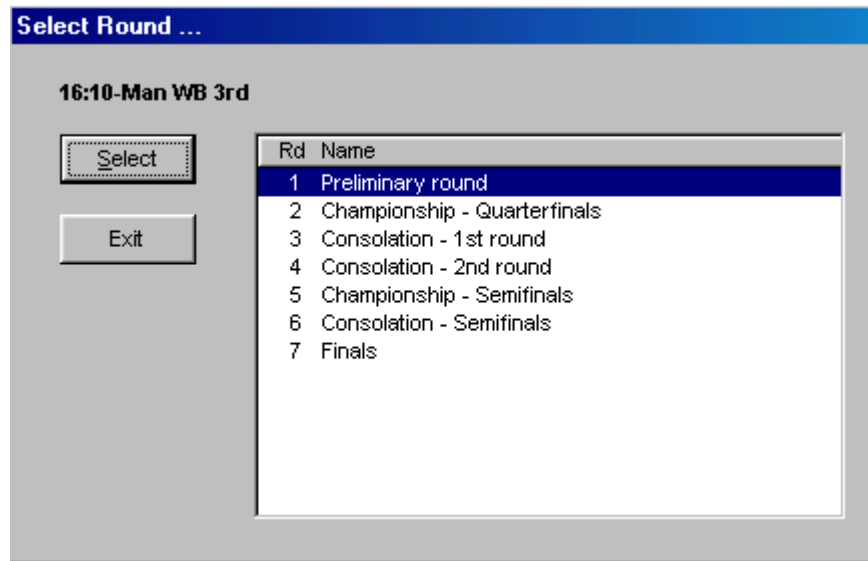 Select Round ...
16:10-Man WB 3rd
Select
Exit
Rd Name
1 Preliminary round
2 Championship - Quarterfinals
3 Consolation - 1st round
4 Consolation - 2nd round
5 Championship - Semifinals
6 Consolation - Semifinals
7 Finals